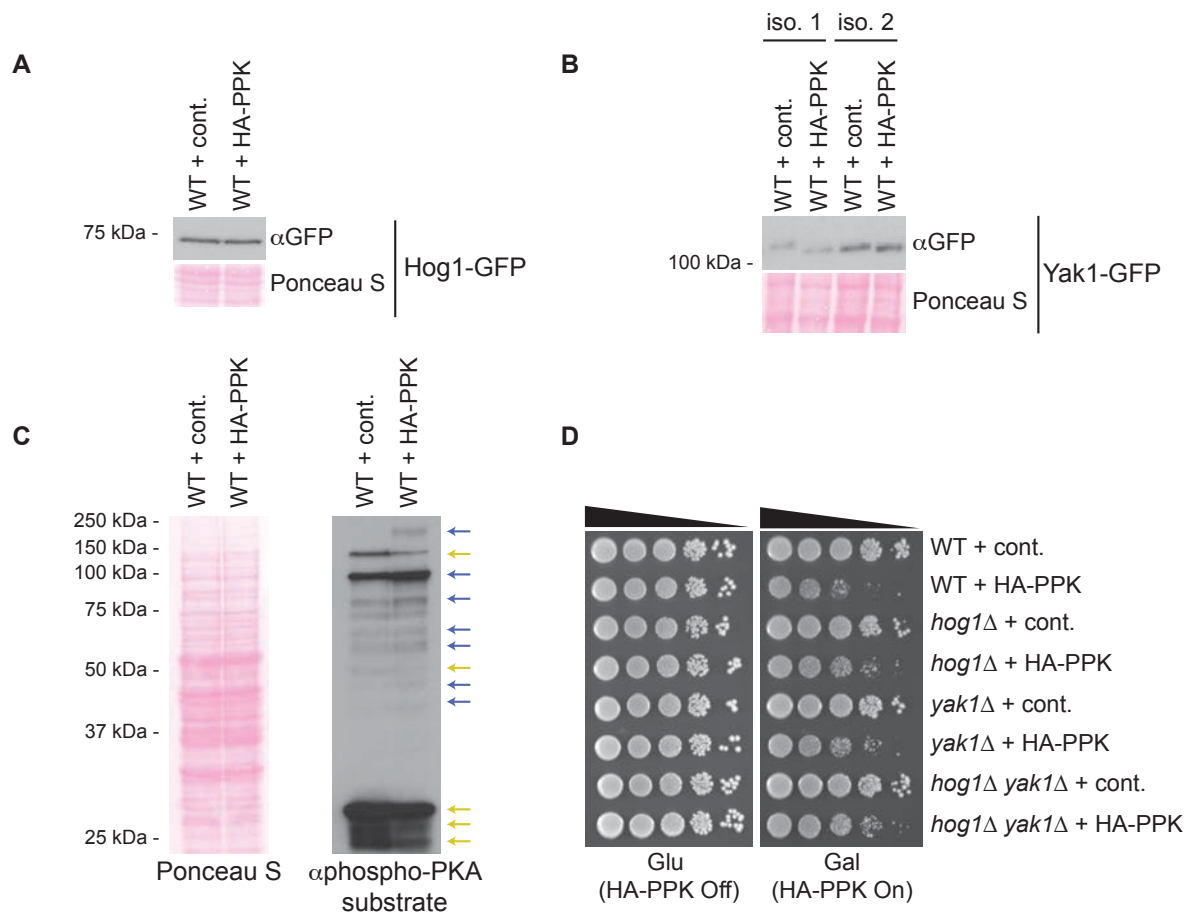 A
WT + cont.
WT + HA-PPK
75 kDa -
αGFP
Ponceau S
Hog1-GFP
B
iso. 1
iso. 2
WT + cont.
WT + HA-PPK
WT + cont.
WT + HA-PPK
100 kDa -
αGFP
Ponceau S
Yak1-GFP
C
WT + cont.
WT + HA-PPK
WT + cont.
WT + HA-PPK
250 kDa -
150 kDa -
100 kDa -
75 kDa -
50 kDa -
37 kDa -
25 kDa -
Ponceau S
αphospho-PKA
substrate
D
WT + cont.
WT + HA-PPK
hog1Δ + cont.
hog1Δ + HA-PPK
yak1Δ + cont.
yak1Δ + HA-PPK
hog1Δ yak1Δ + cont.
hog1Δ yak1Δ + HA-PPK
Glu
(HA-PPK Off)
Gal
(HA-PPK On)